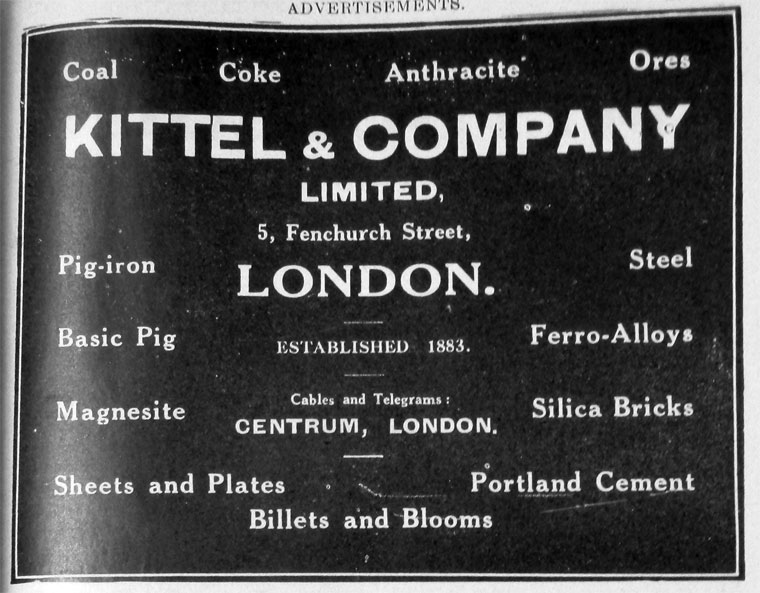 ADVERTISEMENTS.
Coal Coke Anthracite Ores
KITTEL & COMPANY
LIMITED,
5, Fenchurch Street,
Pig-iron LONDON. Steel
Basic Pig ESTABLISHED 1883. Ferro-Alloys
Cables and Telegrams:
Magnesite CENTRUM, LONDON. Silica Bricks
Sheets and Plates Portland Cement
Billets and Blooms